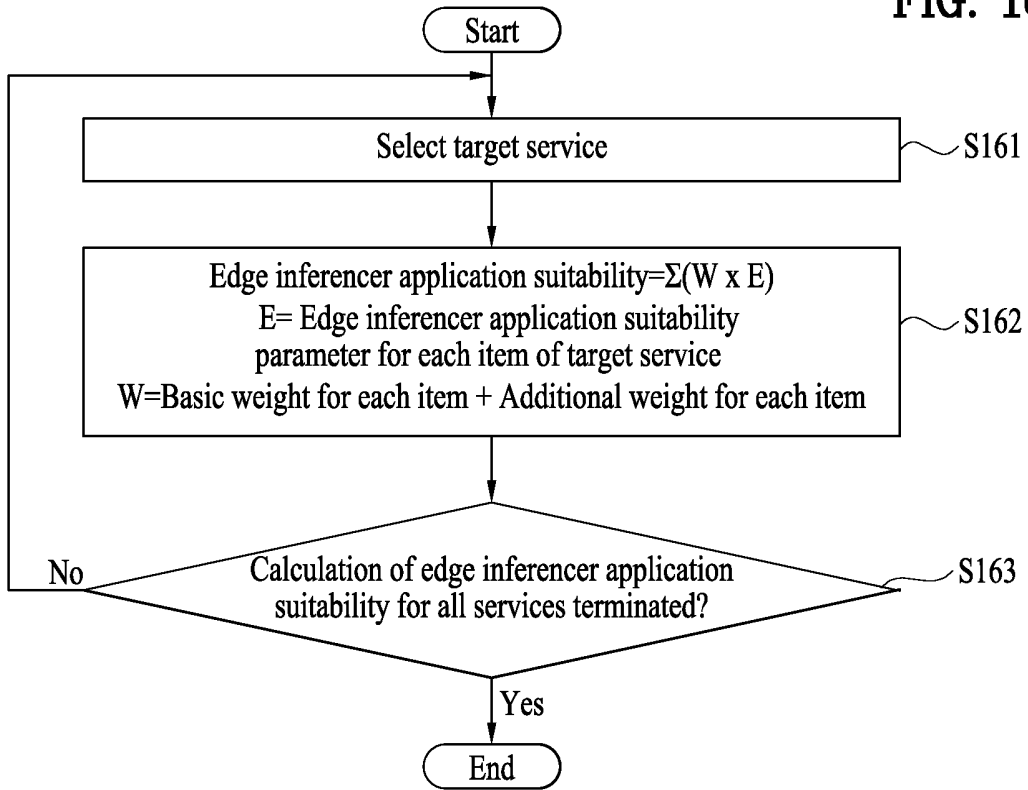 FIG. 16
Start
Select target service
S161
Edge inferencer application suitability=Σ(W x E)
E= Edge inferencer application suitability
parameter for each item of target service
W=Basic weight for each item + Additional weight for each item
S162
Calculation of edge inferencer application
suitability for all services terminated?
S163
No
Yes
End